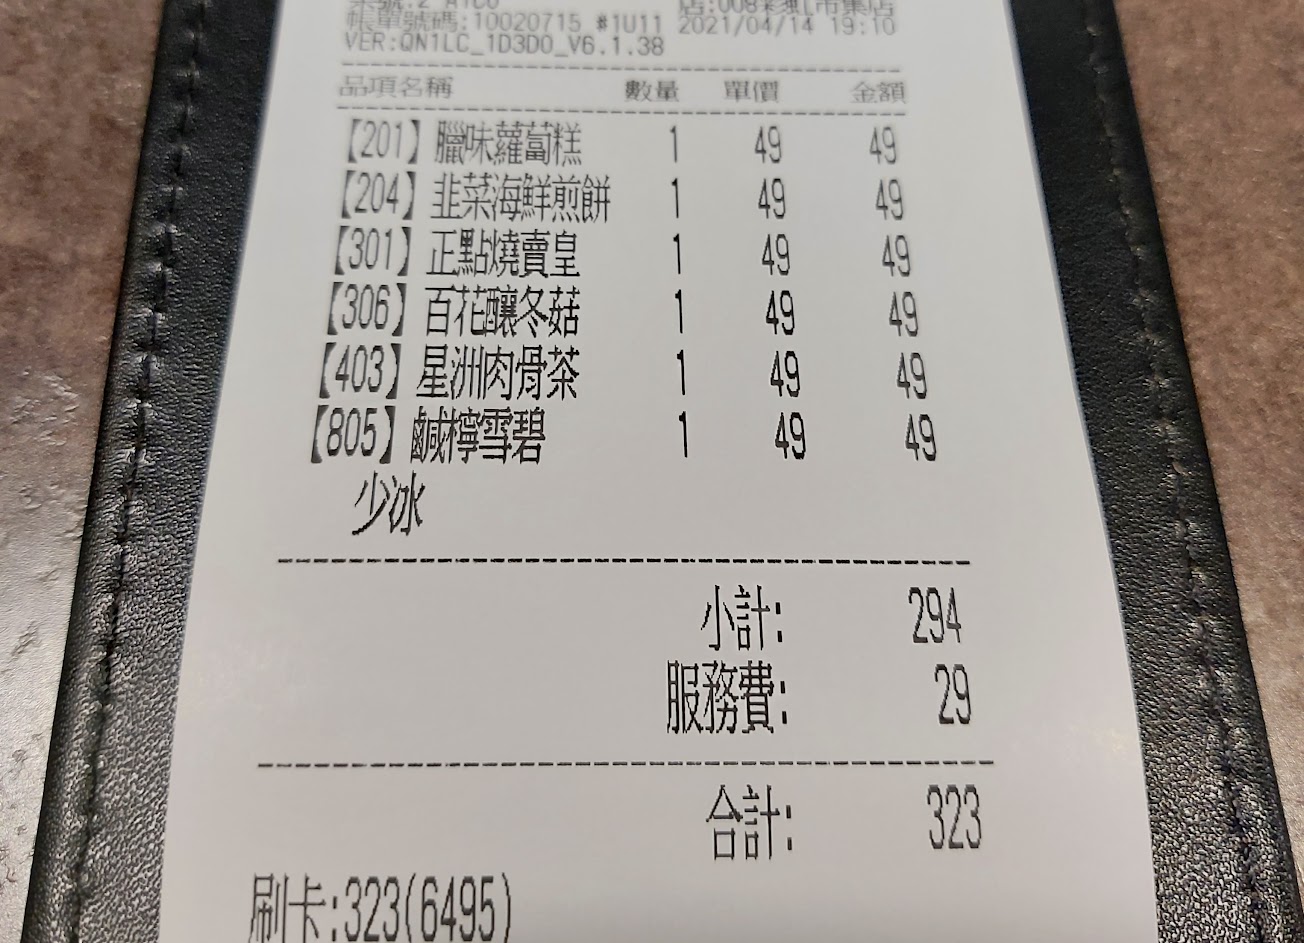 帳單號碼:10020715 #1U11 2021/04/14 19:10
VER:QN1LC_1D3D0_V6.1.38
品項名稱 數量 單價 金額
【201】臘味蘿蔔糕 1 49 49
【204】韭菜海鮮煎餅 1 49 49
【301】正點燒賣皇 1 49 49
【306】百花釀冬菇 1 49 49
【403】星洲肉骨茶 1 49 49
【805】鹹檸雪碧 1 49 49
少冰
小計: 294
服務費: 29
合計: 323
刷卡:323(6495)